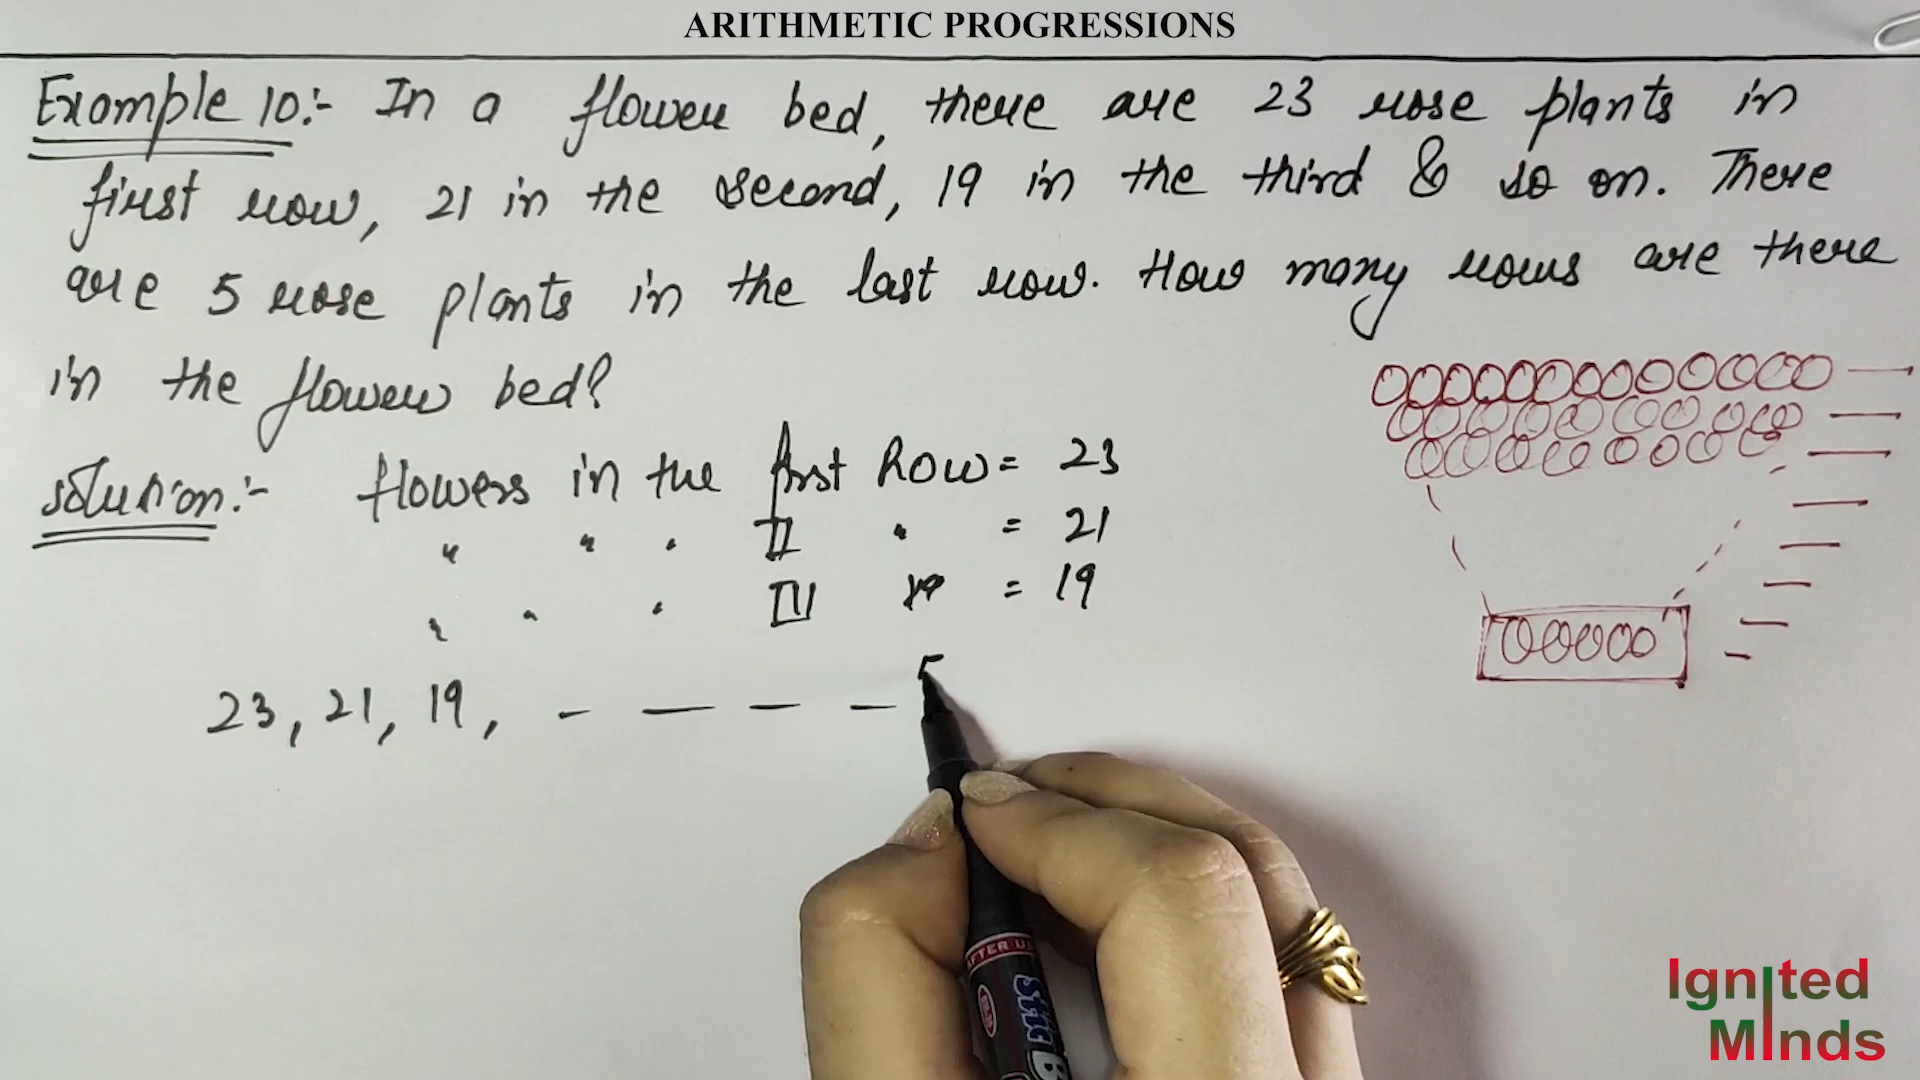 ARITHMETIC PROGRESSIONS
Example 10:- In a flower bed, there are 23 rose plants in
first row, 21 in the second, 19 in the third & so on. There
are 5 rose plants in the last row. How many rows are there
in the flower bed?
Solution:- flowers in the first Row = 23
" " " II " = 21
" " " III " = 19
23, 21, 19, - - - - 5
AFTER U
Ignited
Minds